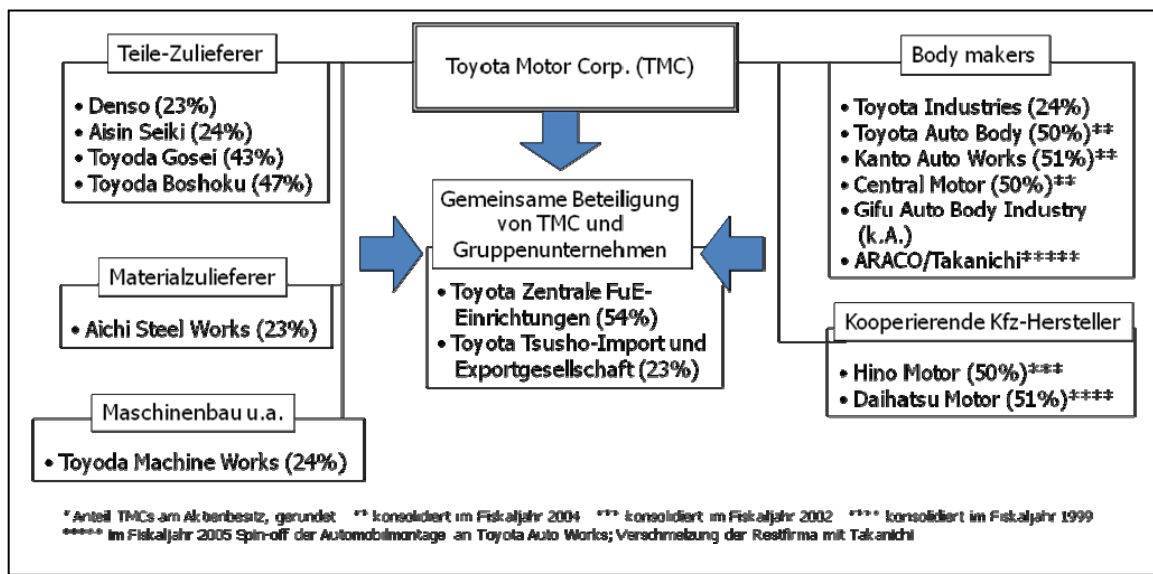 Teile-Zulieferer
• Denso (23%)
• Aisin Seiki (24%)
• Toyoda Gosei (43%)
• Toyoda Boshoku (47%)
Materialzulieferer
• Aichi Steel Works (23%)
Maschinenbau u.a.
• Toyoda Machine Works (24%)
Toyota Motor Corp. (TMC)
Gemeinsame Beteiligung
von TMC und
Gruppenunternehmen
• Toyota Zentrale FuE-
Einrichtungen (54%)
• Toyota Tsusho-Import und
Exportgesellschaft (23%)
Body makers
• Toyota Industries (24%)
• Toyota Auto Body (50%)**
• Kanto Auto Works (51%)**
• Central Motor (50%)**
• Gifu Auto Body Industry
(k.A.)
• ARACO/Takanichi*****
Kooperierende Kfz-Hersteller
• Hino Motor (50%)***
• Daihatsu Motor (51%)****
* Anteil TMCs am Aktienbesitz, gerundet ** konsolidiert im Fiskaljahr 2004 *** konsolidiert im Fiskaljahr 2002 **** konsolidiert im Fiskaljahr 1999
***** Im Fiskaljahr 2005 Spin-off der Automobilmontage an Toyota Auto Works; Verschmelzung der Restfirma mit Takanichi